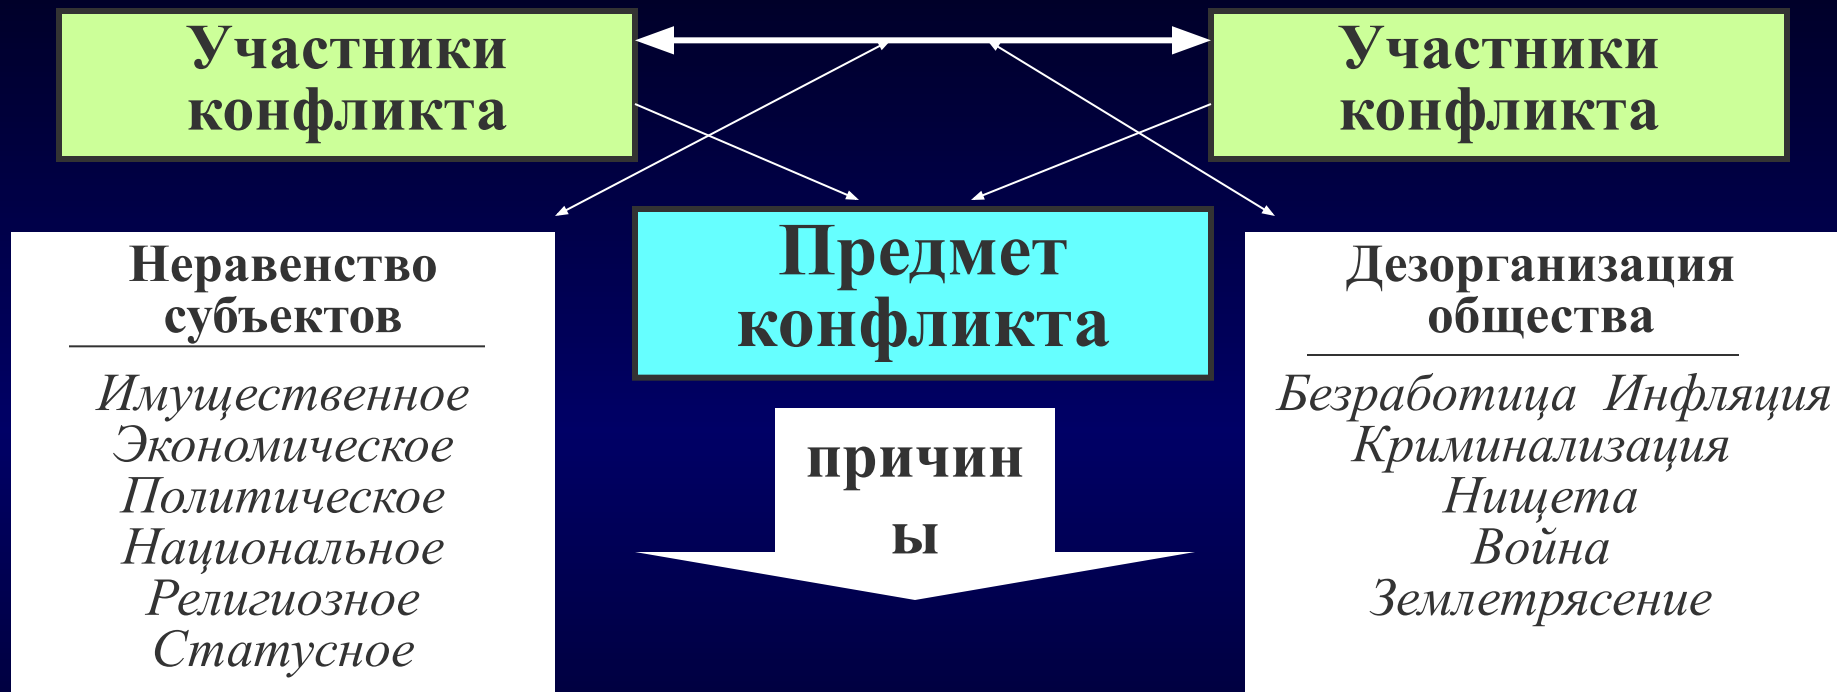 Участники
конфликта
Участники
конфликта
Неравенство
субъектов
Имущественное
Экономическое
Политическое
Национальное
Религиозное
Статусное
Предмет
конфликта
причин
ы
Дезорганизация
общества
Безработица Инфляция
Криминализация
Нищета
Война
Землетрясение